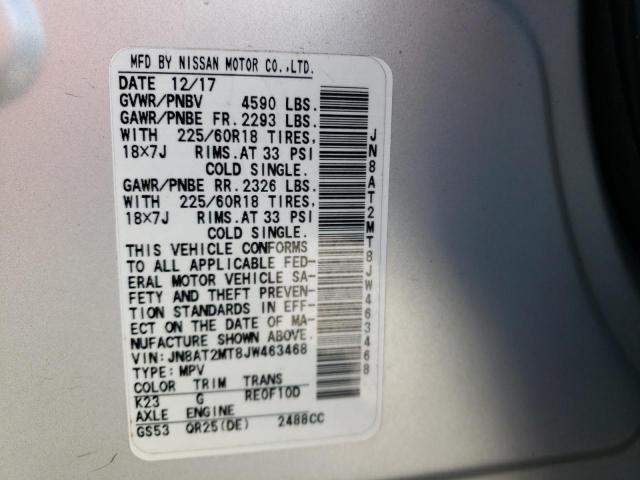 MFD BY NISSAN MOTOR CO.,LTD.
DATE 12/17
GVWR/PNBV 4590 LBS.
GAWR/PNBE FR. 2293 LBS.
WITH 225/60R18 TIRES,
18×7J RIMS.AT 33 PSI
COLD SINGLE.
GAWR/PNBE RR. 2326 LBS.
WITH 225/60R18 TIRES,
18×7J RIMS.AT 33 PSI
COLD SINGLE.
THIS VEHICLE CONFORMS
TO ALL APPLICABLE FED-
ERAL MOTOR VEHICLE SA-
FETY AND THEFT PREVEN-
TION STANDARDS IN EFF-
ECT ON THE DATE OF MA-
NUFACTURE SHOWN ABOVE.
VIN: JN8AT2MT8JW463468
TYPE: MPV
COLOR TRIM TRANS
K23 G RE0F10D
AXLE ENGINE
GS53 QR25(DE) 2488CC
JN8AT2MT8JW463468